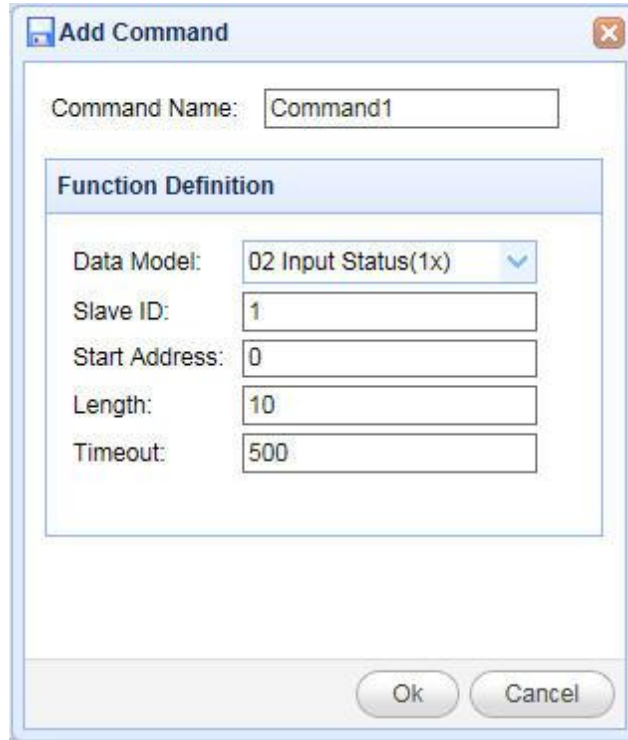 Add Command
Command Name: Command1
Function Definition
Data Model: 02 Input Status(1x)
Slave ID: 1
Start Address: 0
Length: 10
Timeout: 500
Ok Cancel